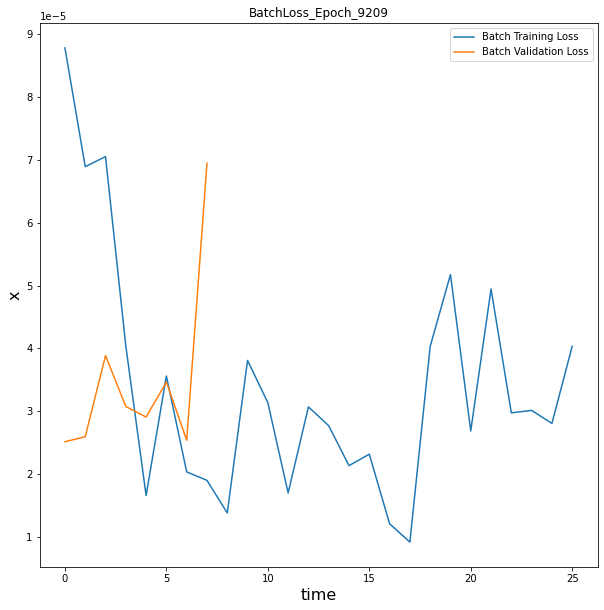 BatchLoss_Epoch_9209
1e−5
Batch Training Loss
Batch Validation Loss
9
8
7
6
5
4
3
2
1
x
0 5 10 15 20 25
time